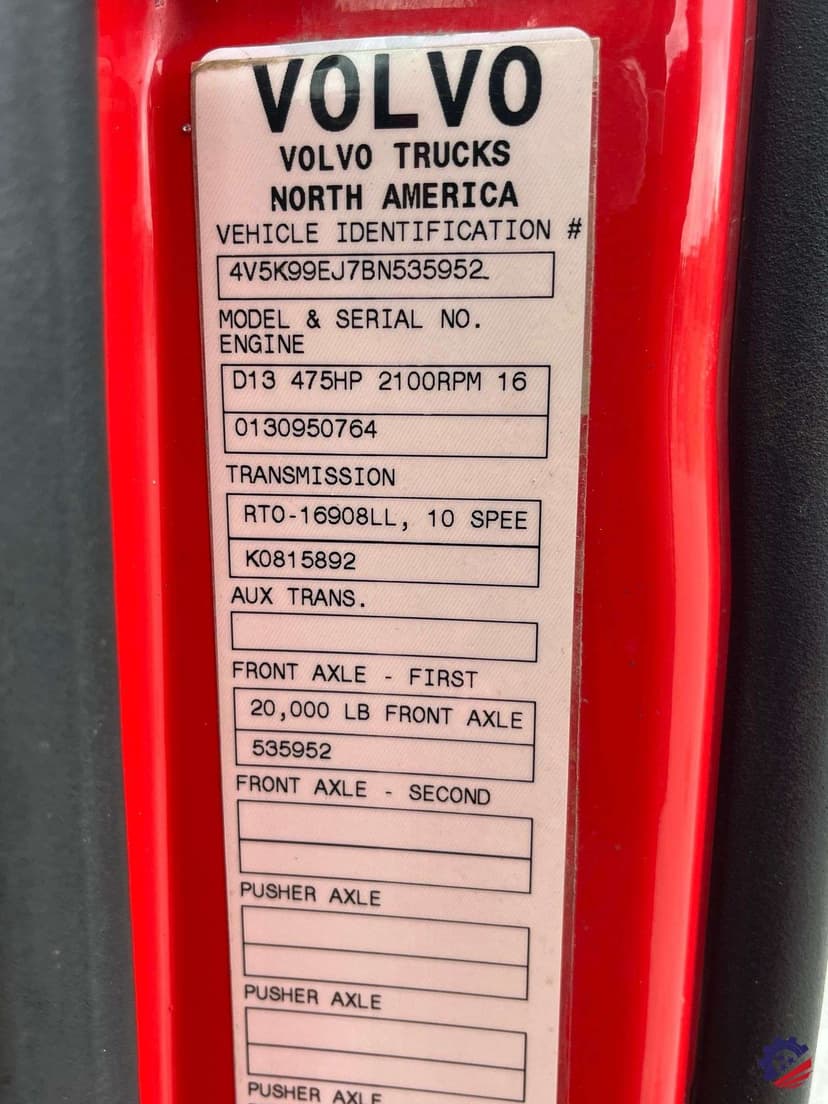 VOLVO
VOLVO TRUCKS
NORTH AMERICA
VEHICLE IDENTIFICATION #
4V5K99EJ7BN535952
MODEL & SERIAL NO.
ENGINE
D13 475HP 2100RPM 16
0130950764
TRANSMISSION
RTO-16908LL, 10 SPEE
K0815892
AUX TRANS.
FRONT AXLE - FIRST
20,000 LB FRONT AXLE
535952
FRONT AXLE - SECOND
PUSHER AXLE
PUSHER AXLE
PUSHER AXLE